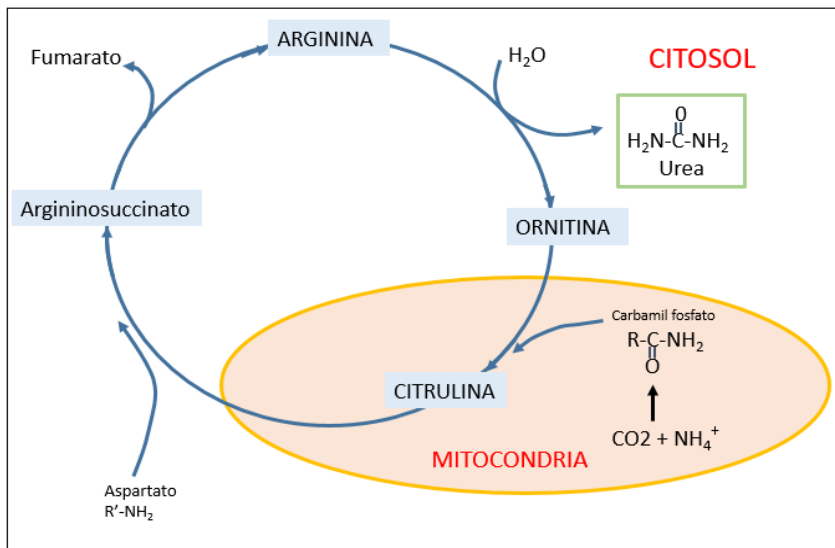 ARGININA
Fumarato
H₂O
CITOSOL
O
H₂N-C-NH₂
Urea
Argininosuccinato
ORNITINA
Carbamil fosfato
R-C-NH₂
O
CITRULINA
CO2 + NH₄⁺
MITOCONDRIA
Aspartato
R'-NH₂